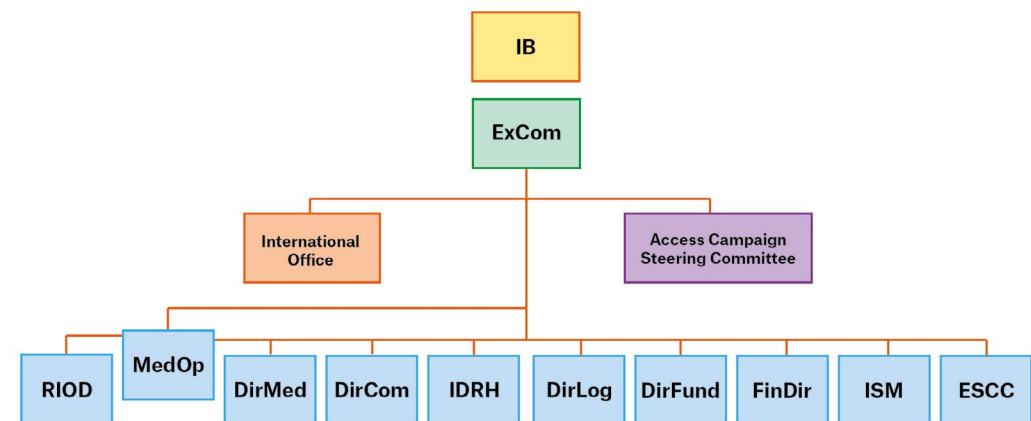 IB
ExCom
International
Office
Access Campaign
Steering Committee
RIOD
MedOp
DirMed
DirCom
IDRH
DirLog
DirFund
FinDir
ISM
ESCC